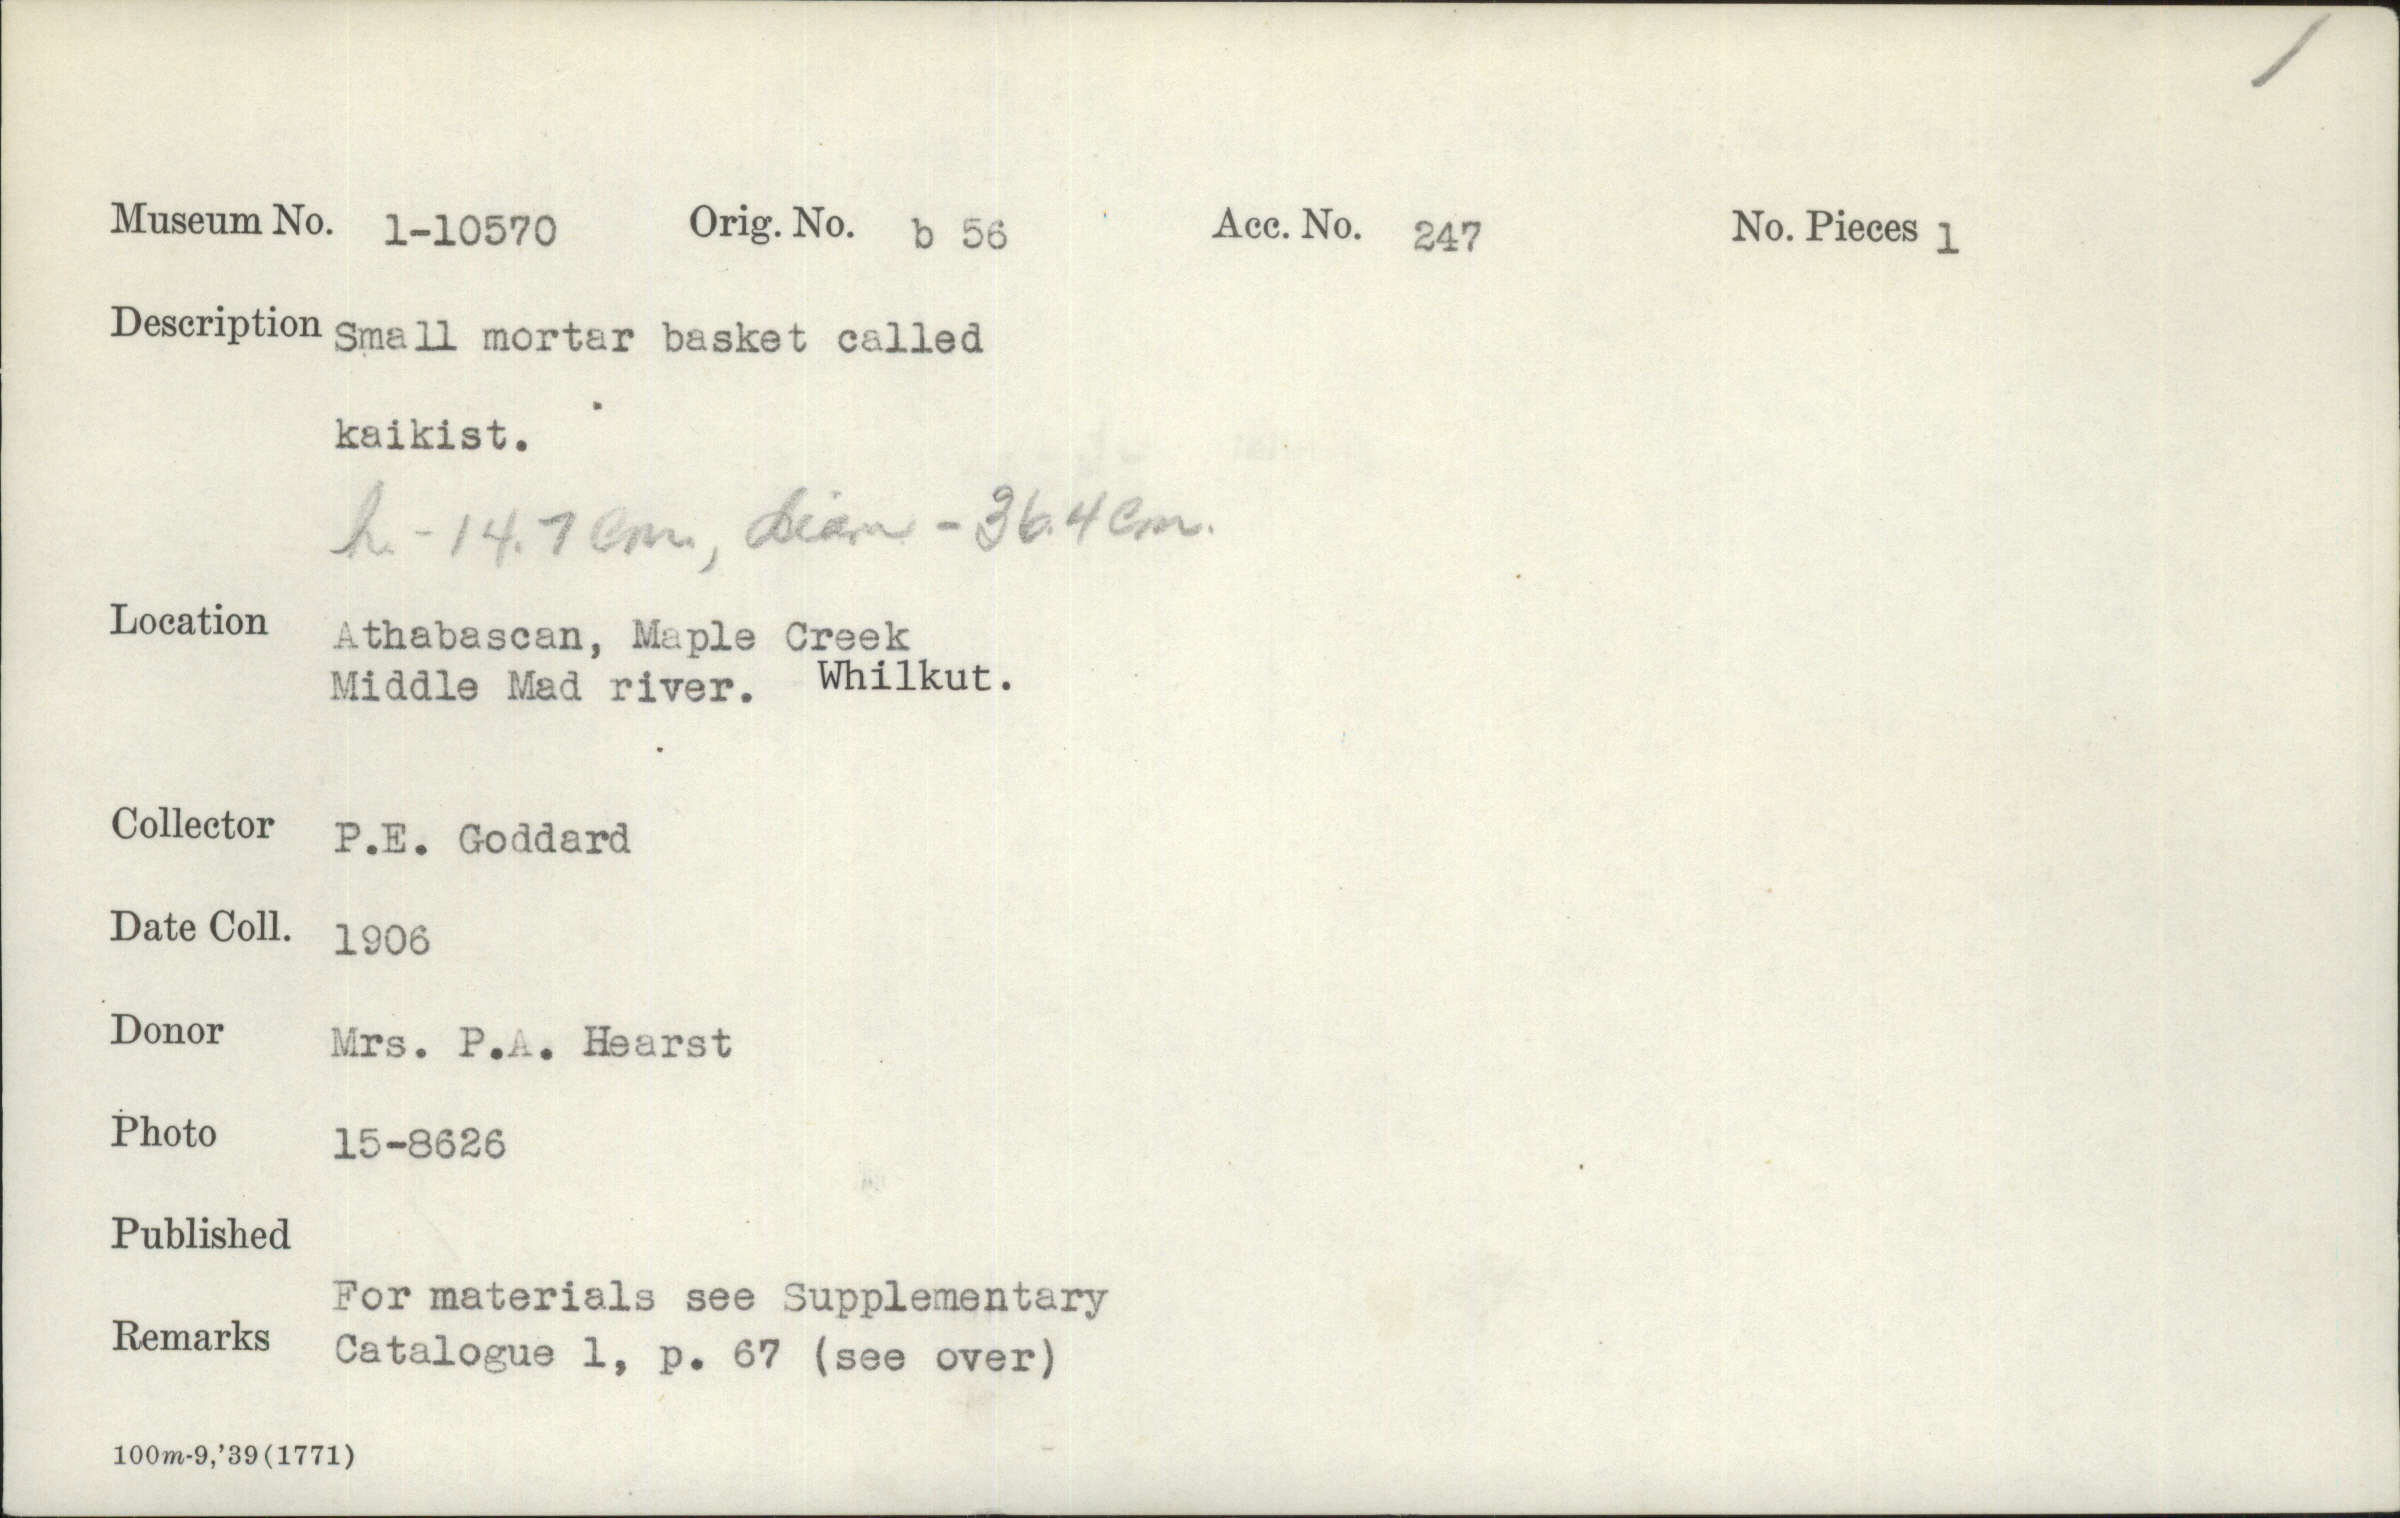 /
Museum No. 1-10570 Orig. No. b 56 Acc. No. 247 No. Pieces 1
Description Small mortar basket called
kaikist.
h. - 14.7 cm., diam - 36.4 cm.
Location Athabascan, Maple Creek
Middle Mad river. Whilkut.
Collector P.E. Goddard
Date Coll. 1906
Donor Mrs. P.A. Hearst
Photo 15-8626
Published
For materials see Supplementary
Remarks Catalogue 1, p. 67 (see over)
100m-9,'39(1771)